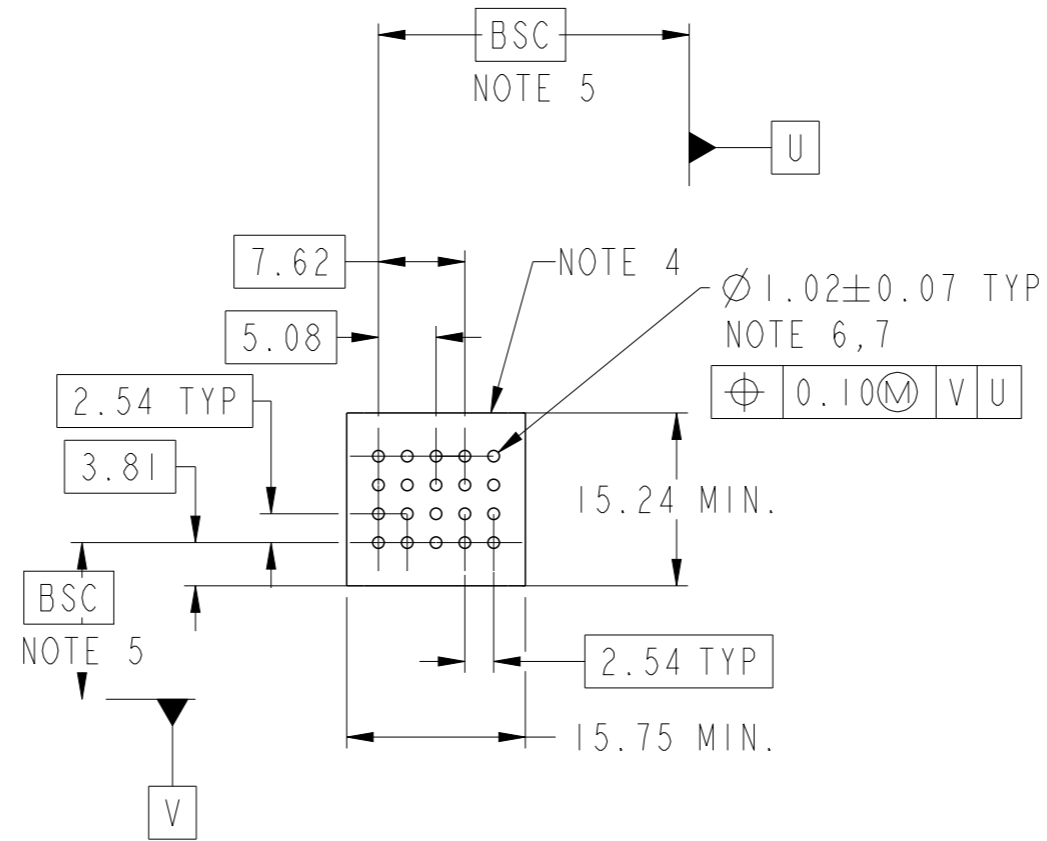 BSC
NOTE 5
U
7.62
NOTE 4
5.08
Ø1.02±0.07 TYP
NOTE 6,7
⌖ 0.10Ⓜ V U
2.54 TYP
3.81
15.24 MIN.
BSC
NOTE 5
2.54 TYP
15.75 MIN.
V